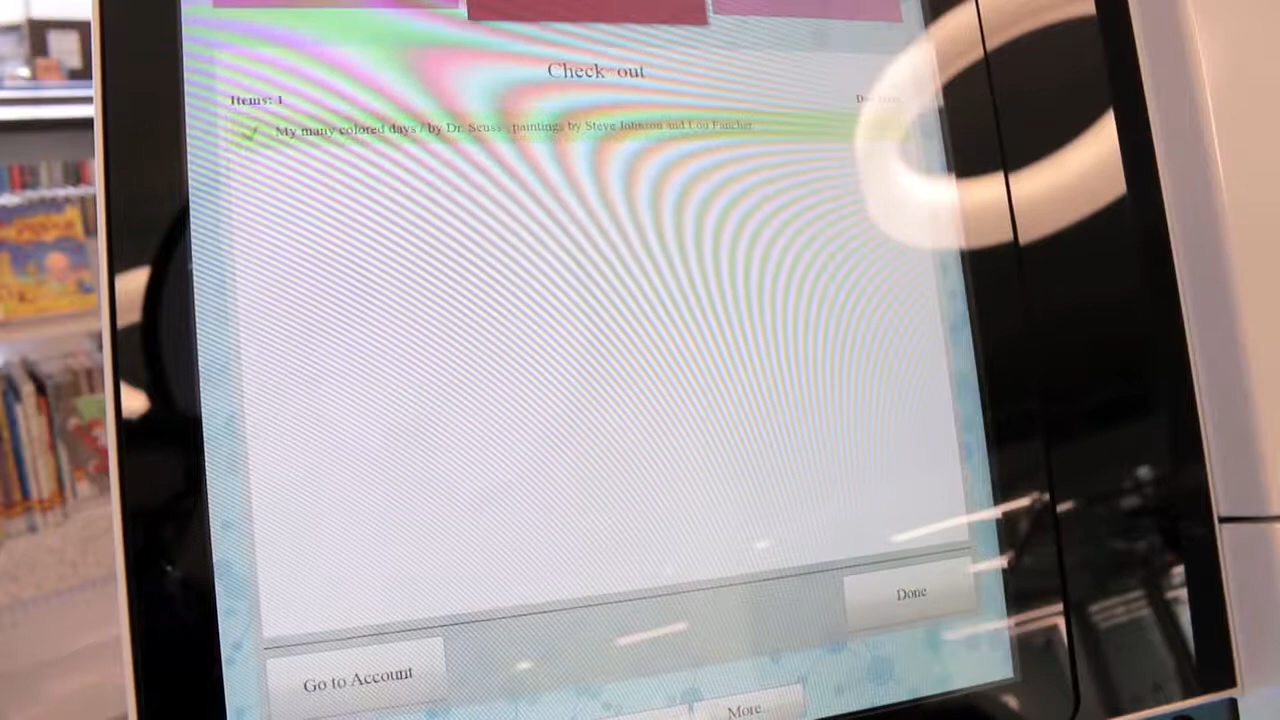 Check-out
Items: 1
My many colored days / by Dr. Seuss ; paintings by Steve Johnson and Lou Fancher
Done
Go to Account
More..